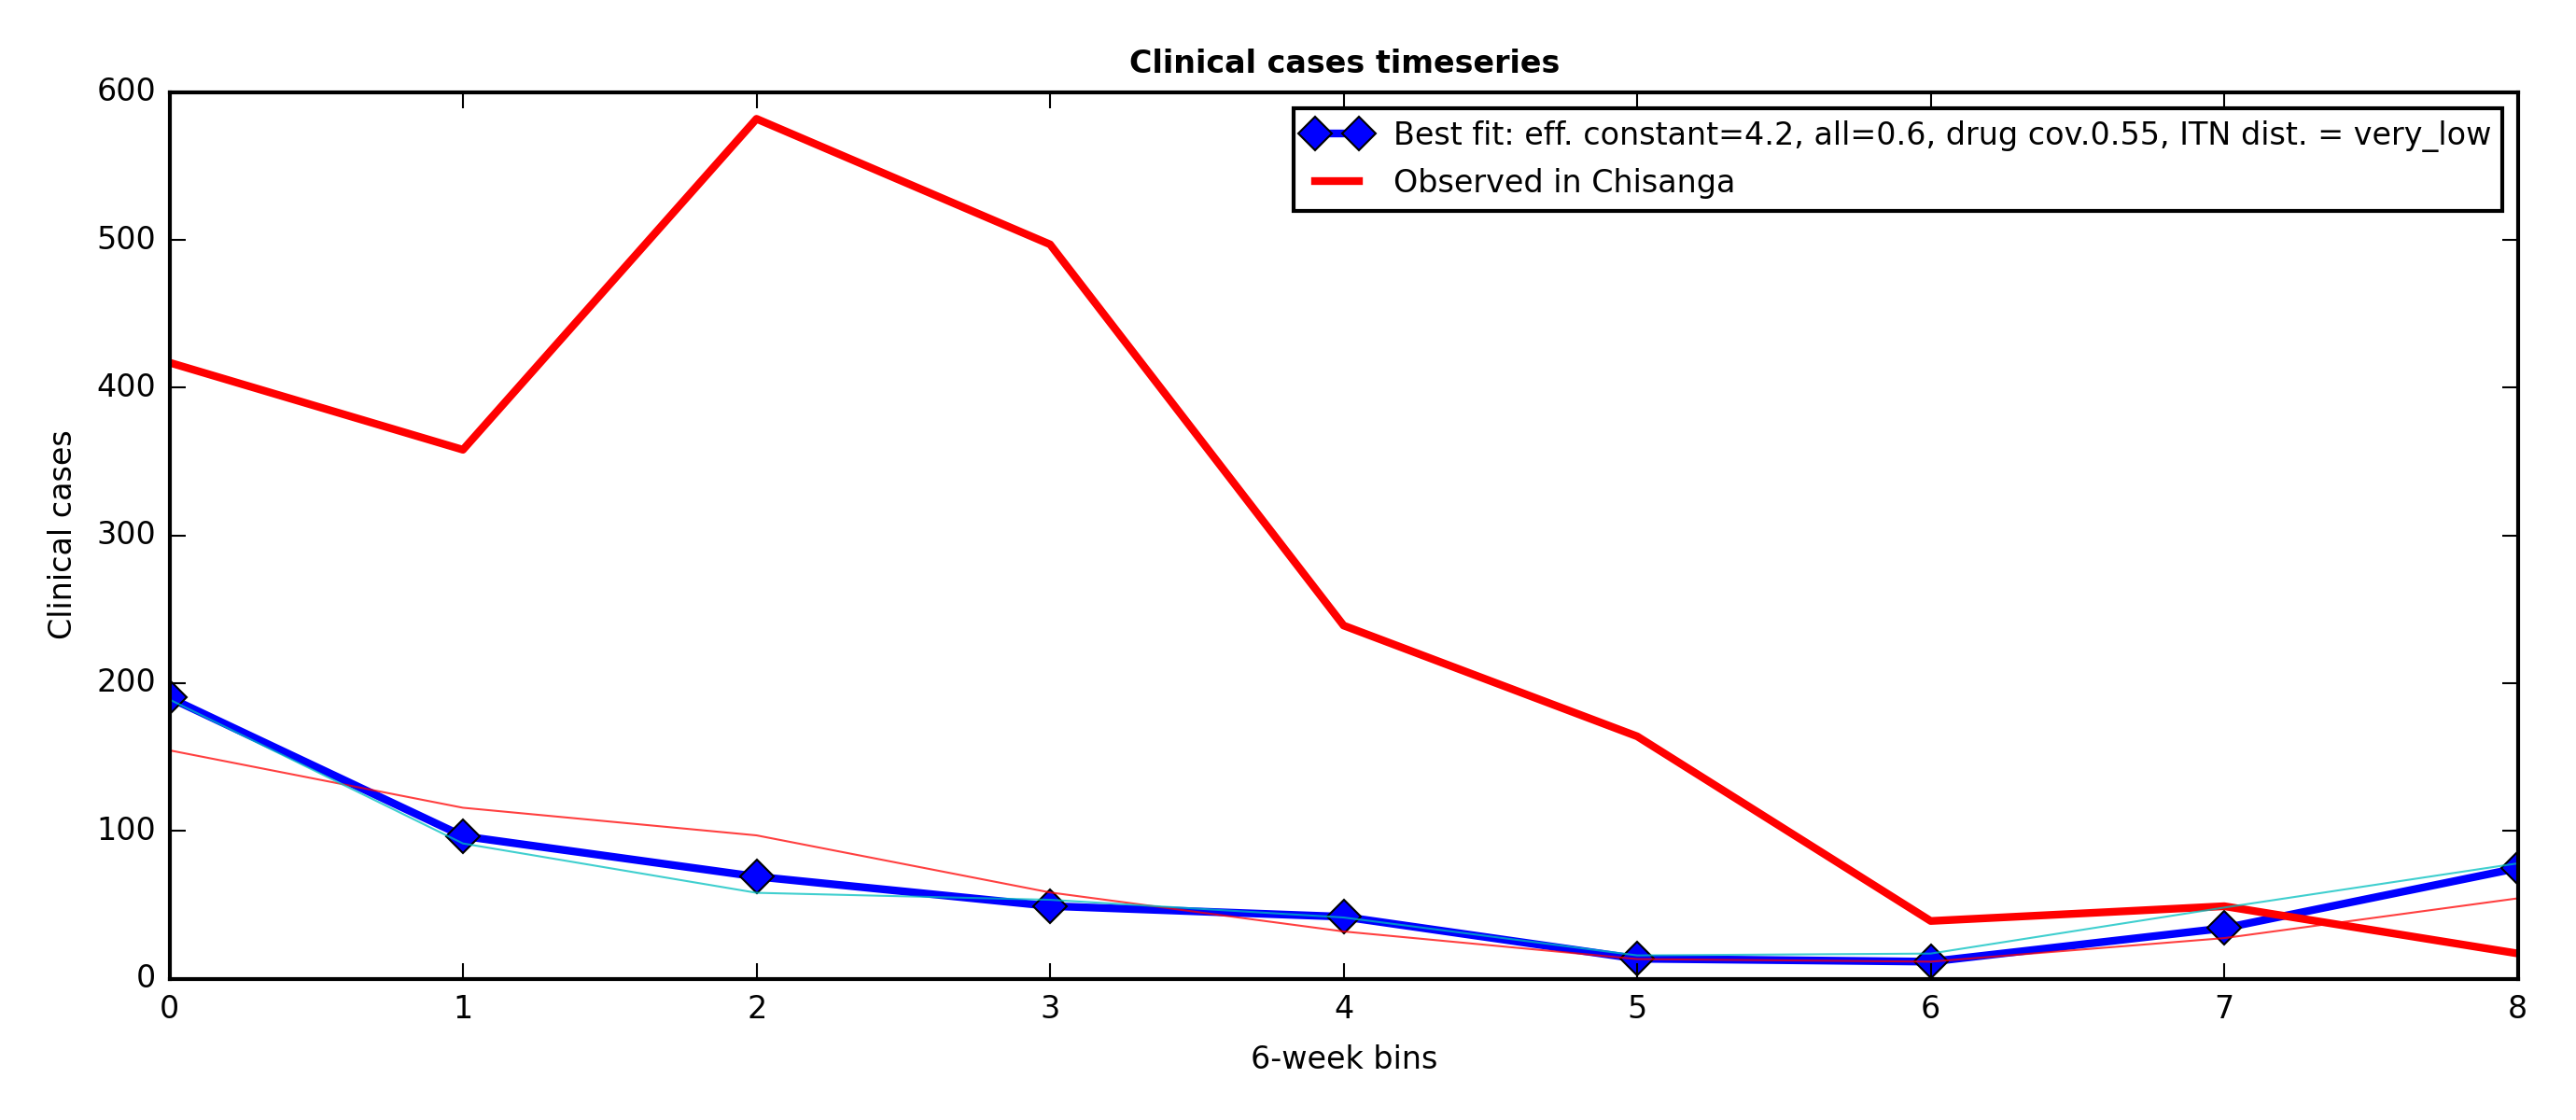 Clinical cases timeseries
600
500
400
300
200
100
0
Clinical cases
Best fit: eff. constant=4.2, all=0.6, drug cov.0.55, ITN dist. = very_low
Observed in Chisanga
0 1 2 3 4 5 6 7 8
6-week bins